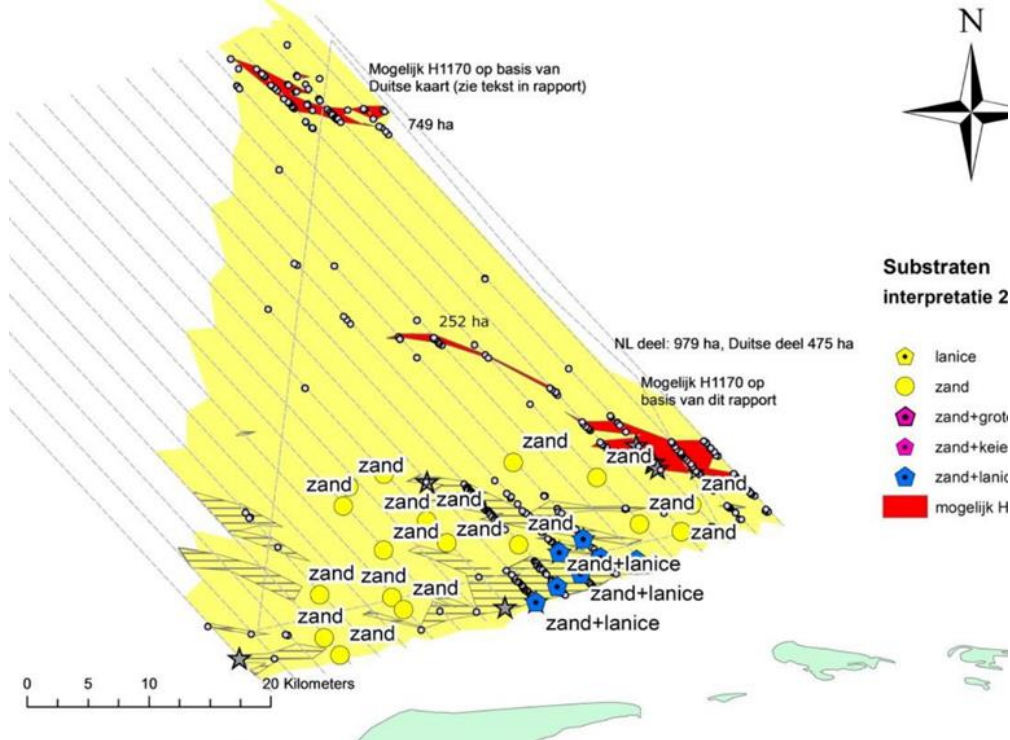 N
Mogelijk H1170 op basis van
Duitse kaart (zie tekst in rapport)
749 ha
252 ha
NL deel: 979 ha, Duitse deel 475 ha
Mogelijk H1170 op
basis van dit rapport
Substraten
interpretatie 2
lanice
zand
zand+grot
zand+keie
zand+lanic
mogelijk H
zand
zand
zand
zand
zand
zand
zand
zand
zand
zand
zand
zand
zand+lanice
zand
zand
zand
zand+lanice
zand
zand
zand+lanice
0 5 10 20 Kilometers